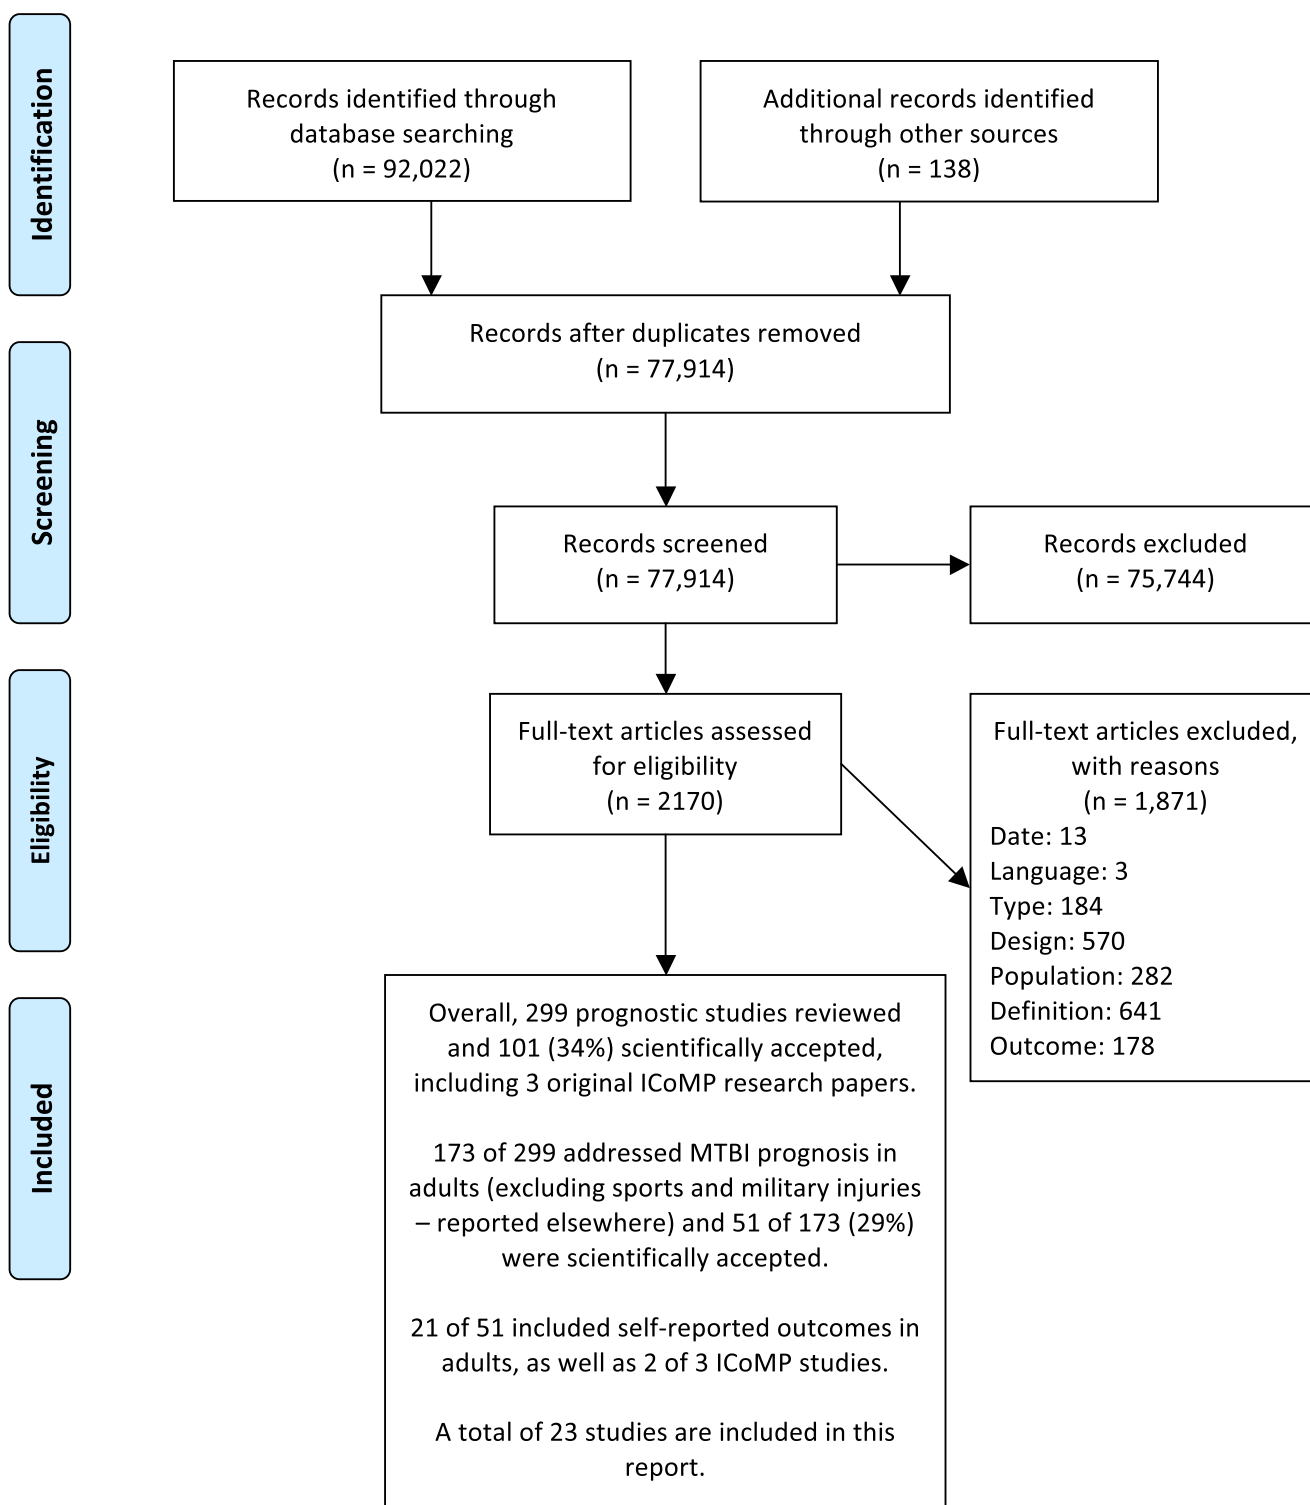 Identification
Records identified through
database searching
(n = 92,022)
Additional records identified
through other sources
(n = 138)
Records after duplicates removed
(n = 77,914)
Screening
Records screened
(n = 77,914)
Records excluded
(n = 75,744)
Eligibility
Full-text articles assessed
for eligibility
(n = 2170)
Full-text articles excluded,
with reasons
(n = 1,871)
Date: 13
Language: 3
Type: 184
Design: 570
Population: 282
Definition: 641
Outcome: 178
Included
Overall, 299 prognostic studies reviewed
and 101 (34%) scientifically accepted,
including 3 original ICoMP research papers.
173 of 299 addressed MTBI prognosis in
adults (excluding sports and military injuries
– reported elsewhere) and 51 of 173 (29%)
were scientifically accepted.
21 of 51 included self-reported outcomes in
adults, as well as 2 of 3 ICoMP studies.
A total of 23 studies are included in this
report.